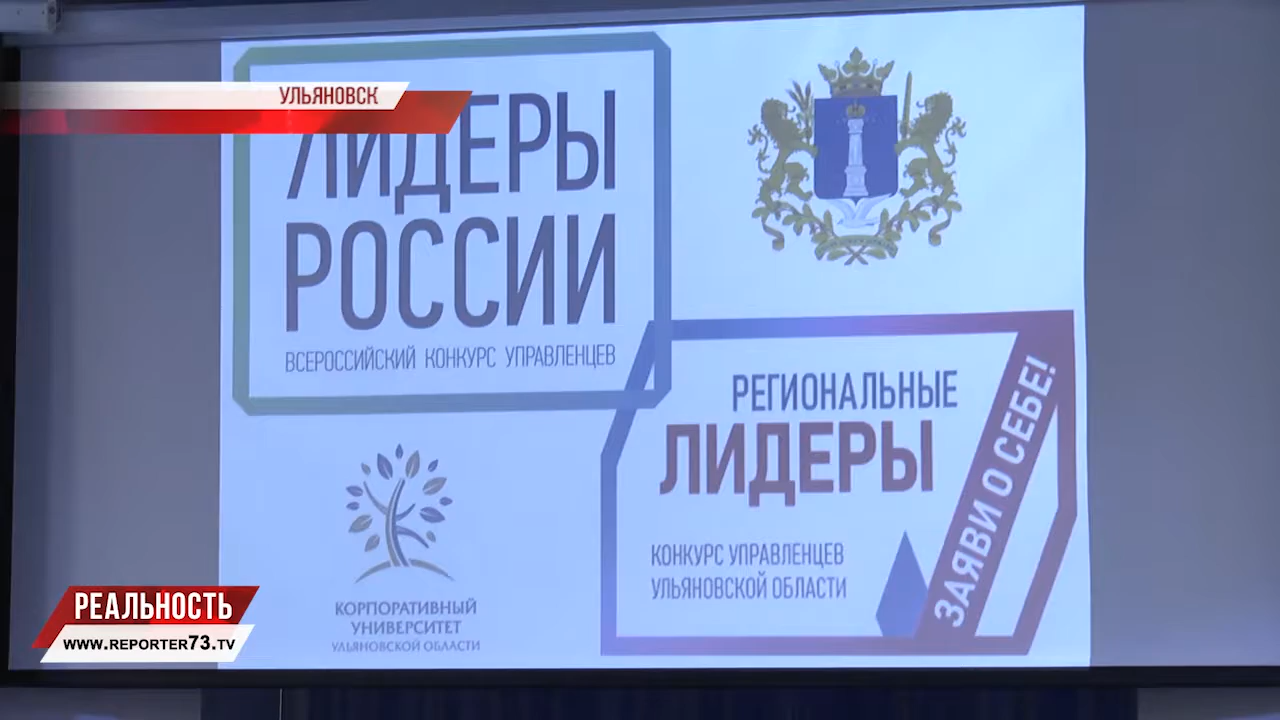 УЛЬЯНОВСК
ЛИДЕРЫ
РОССИИ
ВСЕРОССИЙСКИЙ КОНКУРС УПРАВЛЕНЦЕВ
РЕГИОНАЛЬНЫЕ
ЛИДЕРЫ
КОНКУРС УПРАВЛЕНЦЕВ
УЛЬЯНОВСКОЙ ОБЛАСТИ
ЗАЯВИ О СЕБЕ!
КОРПОРАТИВНЫЙ
УНИВЕРСИТЕТ
УЛЬЯНОВСКОЙ ОБЛАСТИ
РЕАЛЬНОСТЬ
WWW.REPORTER73.TV